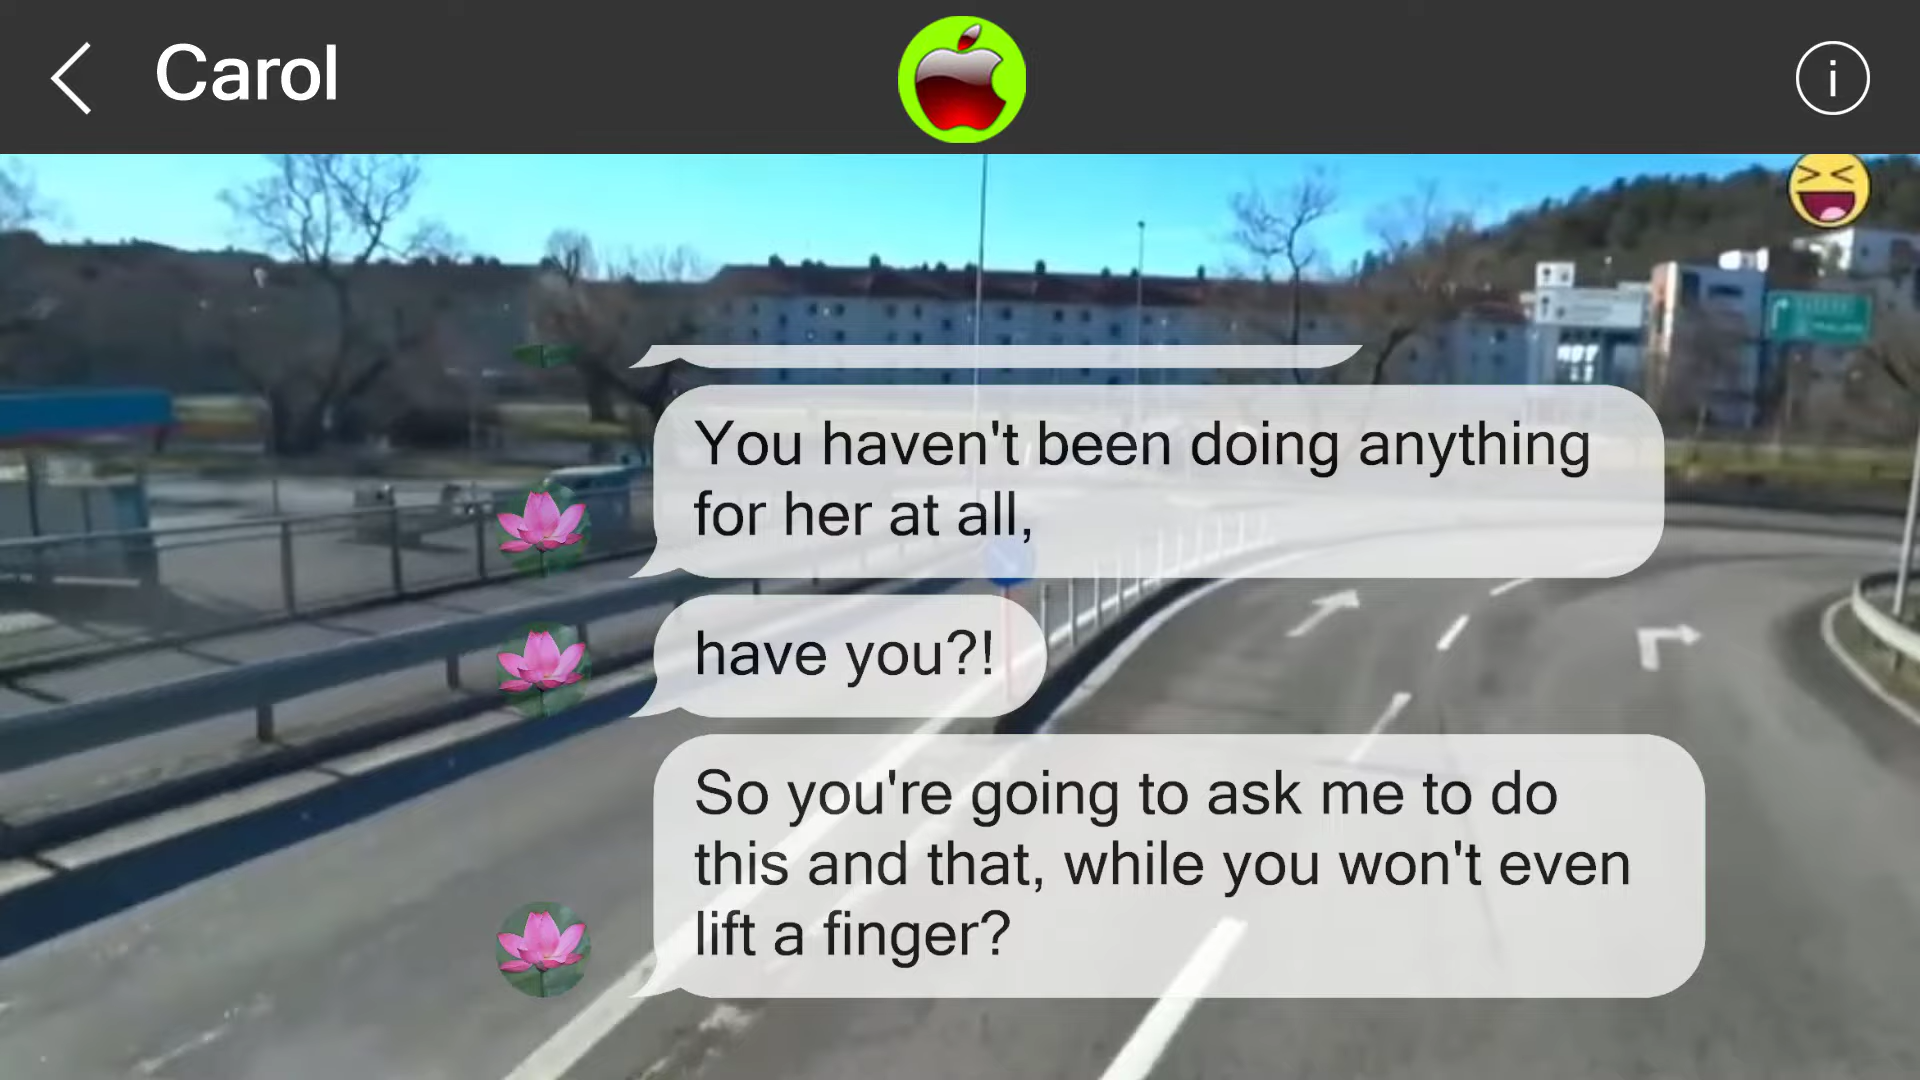 Carol
You haven't been doing anything
for her at all,
have you?!
So you're going to ask me to do
this and that, while you won't even
lift a finger?